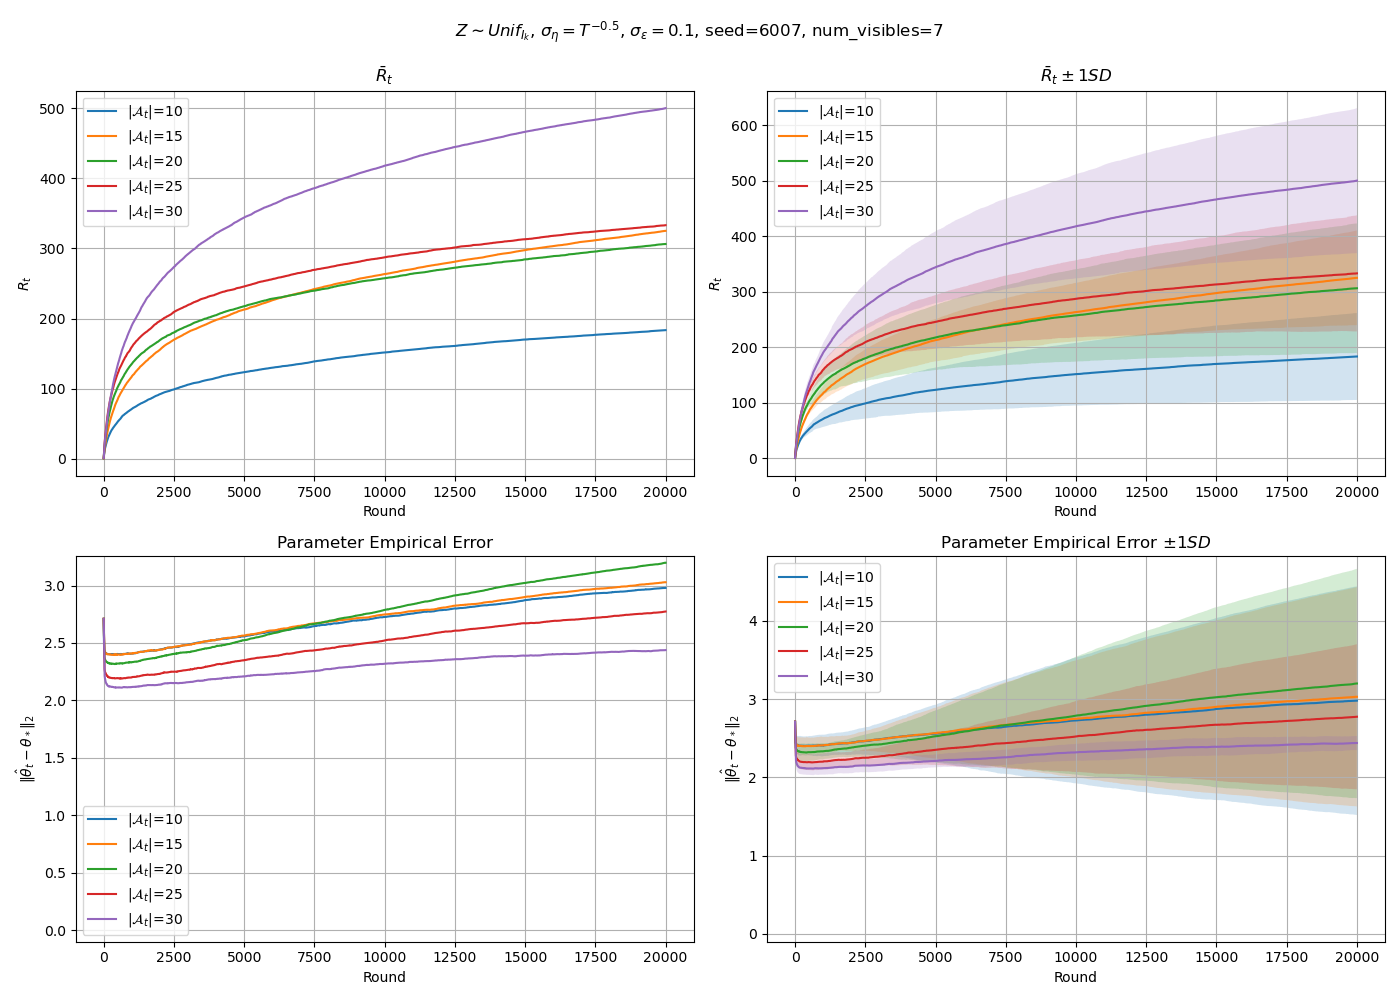 Z ~ Unif_{I_k}, σ_η = T^{−0.5}, σ_ε = 0.1, seed=6007, num_visibles=7
R̄_t
R_t
500
400
300
200
100
0
|𝒜_t|=10
|𝒜_t|=15
|𝒜_t|=20
|𝒜_t|=25
|𝒜_t|=30
0 2500 5000 7500 10000 12500 15000 17500 20000
Round
R̄_t ± 1SD
R_t
600
500
400
300
200
100
0
|𝒜_t|=10
|𝒜_t|=15
|𝒜_t|=20
|𝒜_t|=25
|𝒜_t|=30
0 2500 5000 7500 10000 12500 15000 17500 20000
Round
Parameter Empirical Error
‖θ̂_t − θ_*‖_2
3.0
2.5
2.0
1.5
1.0
0.5
0.0
|𝒜_t|=10
|𝒜_t|=15
|𝒜_t|=20
|𝒜_t|=25
|𝒜_t|=30
0 2500 5000 7500 10000 12500 15000 17500 20000
Round
Parameter Empirical Error ±1SD
‖θ̂_t − θ_*‖_2
4
3
2
1
0
|𝒜_t|=10
|𝒜_t|=15
|𝒜_t|=20
|𝒜_t|=25
|𝒜_t|=30
0 2500 5000 7500 10000 12500 15000 17500 20000
Round